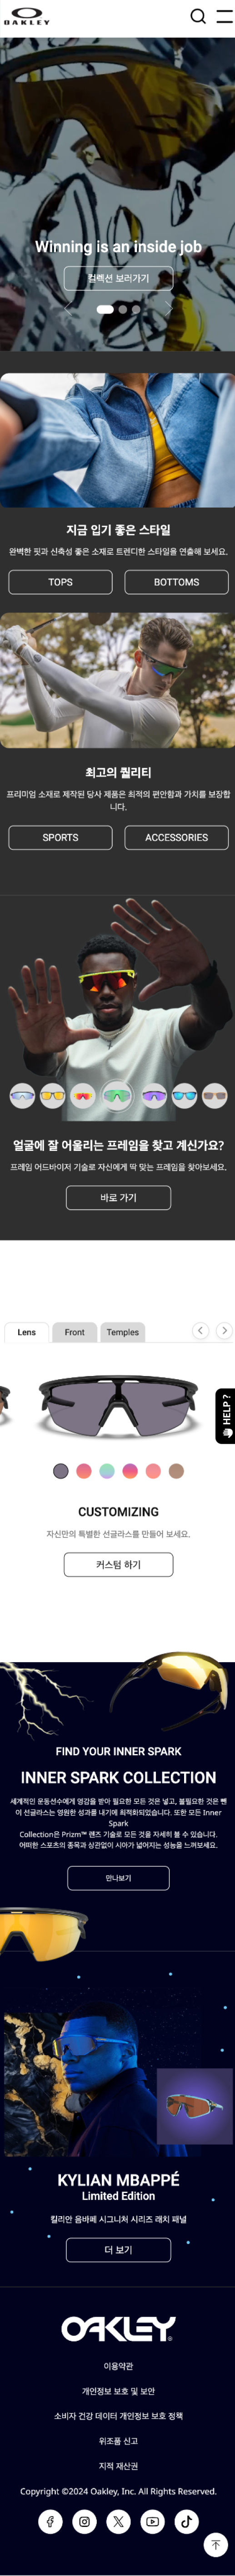 OAKLEY
Winning is an inside job
컬렉션 보러가기
지금 입기 좋은 스타일
완벽한 핏과 신축성 좋은 소재로 트렌디한 스타일을 연출해 보세요.
TOPS
BOTTOMS
최고의 퀄리티
프리미엄 소재로 제작된 당사 제품은 최적의 편안함과 가치를 보장합
니다.
SPORTS
ACCESSORIES
얼굴에 잘 어울리는 프레임을 찾고 계신가요?
프레임 어드바이저 기술로 자신에게 딱 맞는 프레임을 찾아보세요.
바로 가기
Lens
Front
Temples
HELP ?
CUSTOMIZING
자신만의 특별한 선글라스를 만들어 보세요.
커스텀 하기
FIND YOUR INNER SPARK
INNER SPARK COLLECTION
세계적인 운동선수에게 영감을 받아 필요한 모든 것은 넣고, 불필요한 것은 뺀
이 선글라스는 영원한 성과를 내기에 최적화되었습니다. 또한 모든 Inner
Spark
Collection은 Prizm™ 렌즈 기술로 모든 것을 자세히 볼 수 있습니다.
어떠한 스포츠의 종목과 상관없이 시야가 넓어지는 성능을 느껴보세요.
만나보기
KYLIAN MBAPPÉ
Limited Edition
킬리안 음바페 시그니처 시리즈 래치 패널
더 보기
OAKLEY®
이용약관
개인정보 보호 및 보안
소비자 건강 데이터 개인정보 보호 정책
위조품 신고
지적 재산권
Copyright ©2024 Oakley, Inc. All Rights Reserved.